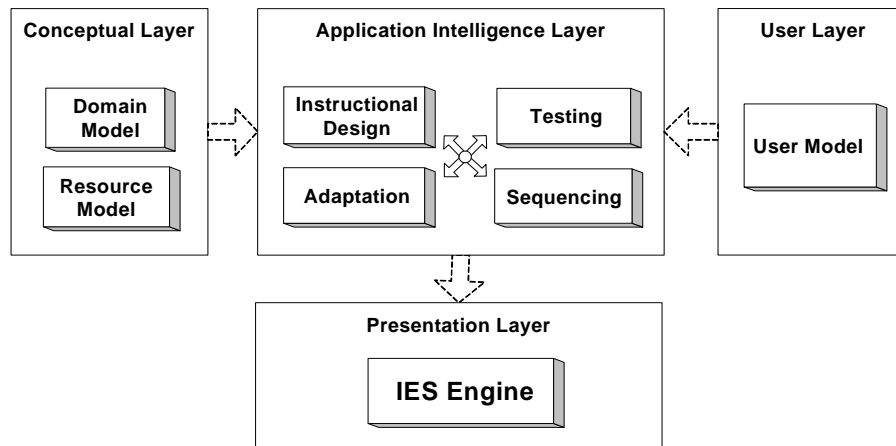 Conceptual Layer
Domain
Model
Resource
Model
Application Intelligence Layer
Instructional
Design
Testing
Adaptation
Sequencing
User Layer
User Model
Presentation Layer
IES Engine